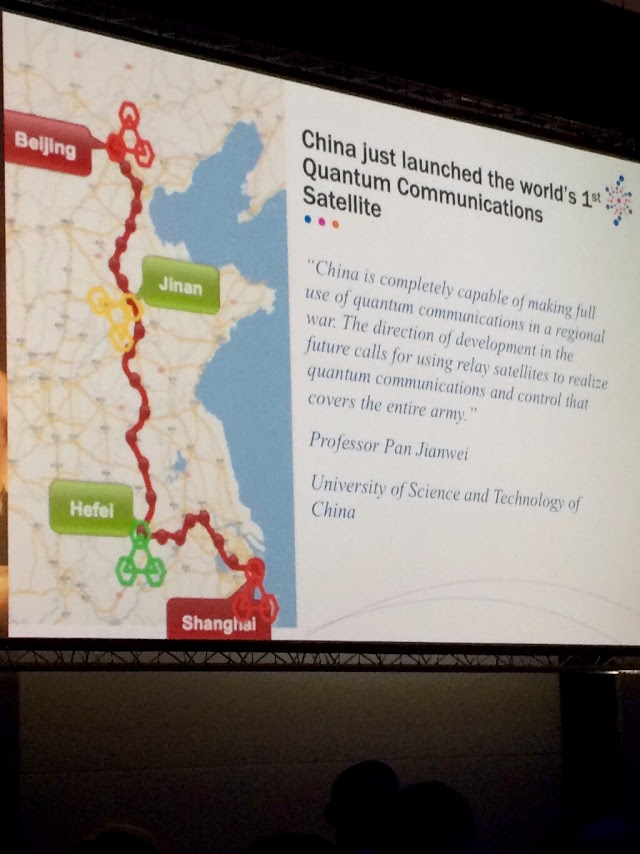 Beijing
Jinan
Hefei
Shanghai
China just launched the world's 1st
Quantum Communications
Satellite
"China is completely capable of making full
use of quantum communications in a regional
war. The direction of development in the
future calls for using relay satellites to realize
quantum communications and control that
covers the entire army."
Professor Pan Jianwei
University of Science and Technology of
China